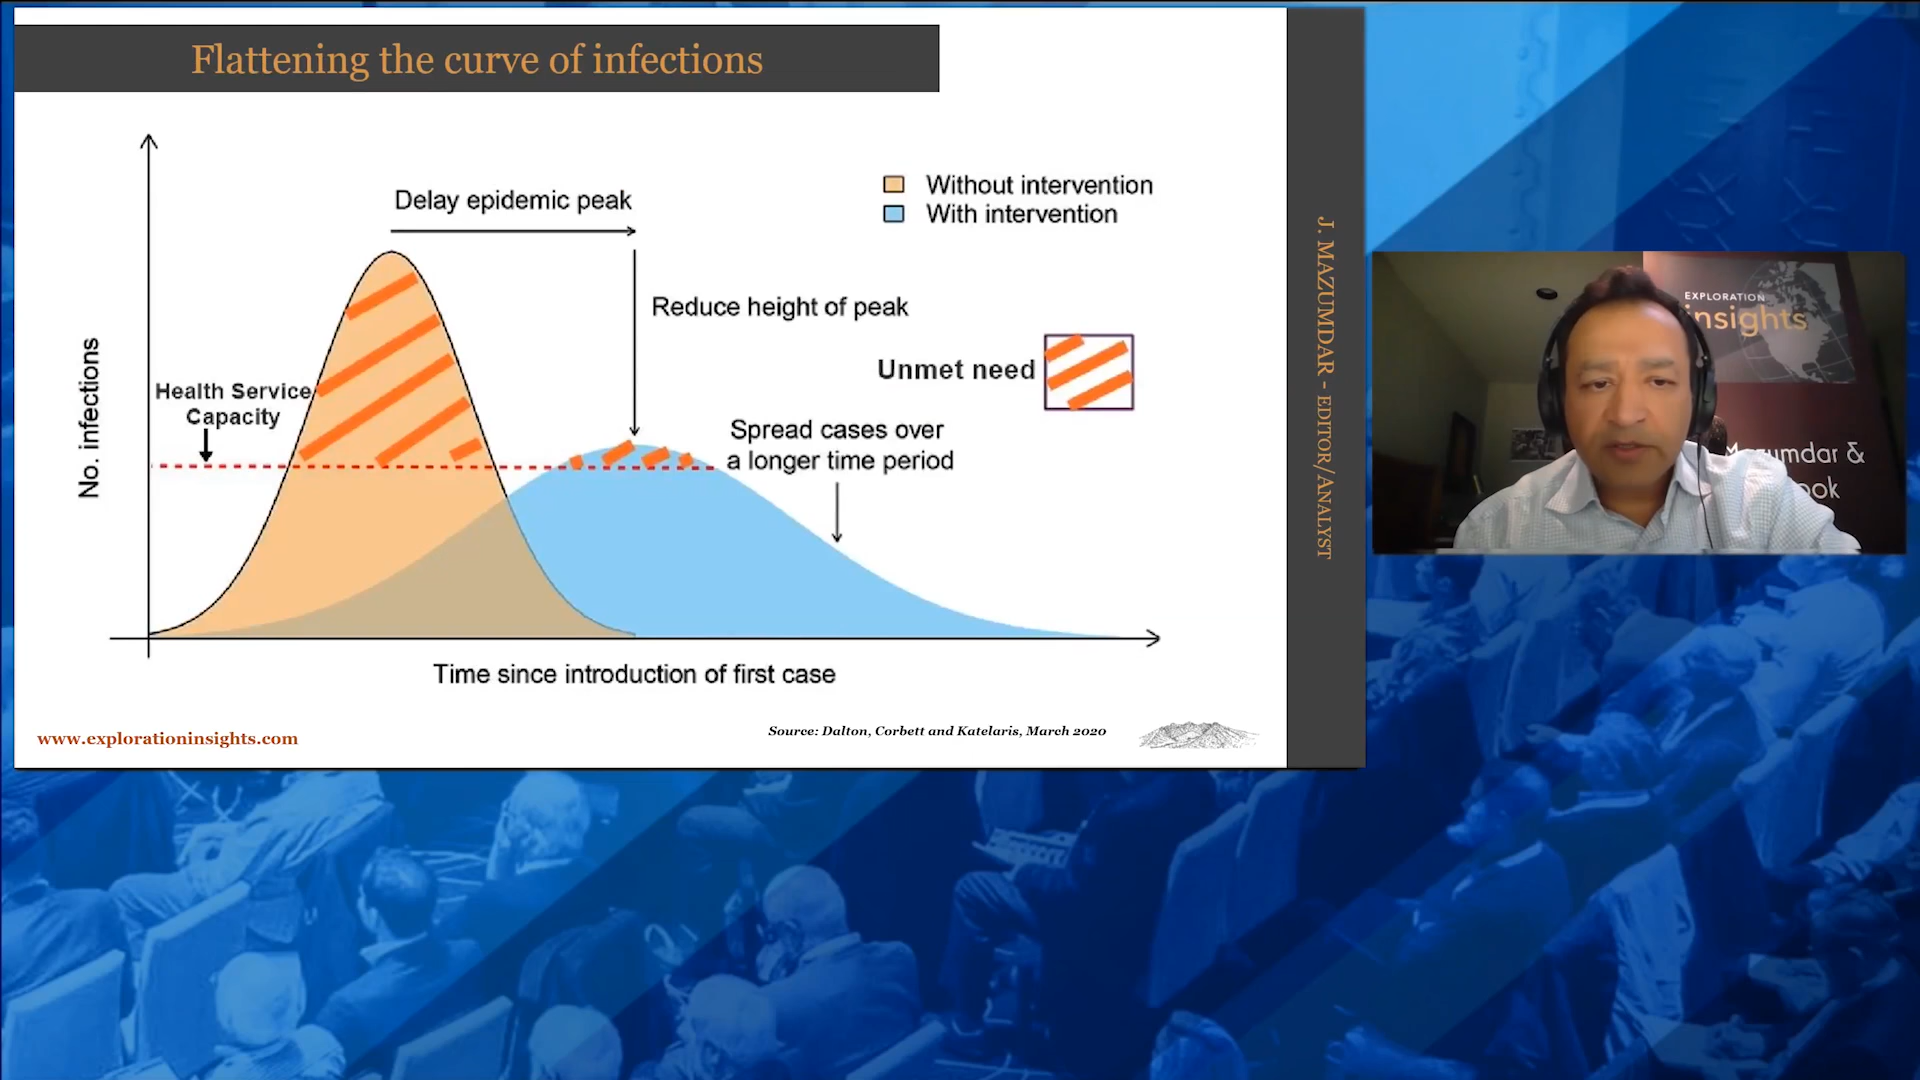 Flattening the curve of infections
Delay epidemic peak
Without intervention
With intervention
Reduce height of peak
Unmet need
Health Service
Capacity
Spread cases over
a longer time period
No. infections
Time since introduction of first case
www.explorationinsights.com
Source: Dalton, Corbett and Katelaris, March 2020
J. MAZUMDAR - EDITOR/ANALYST
EXPLORATION
insights
Mazumdar &
ook